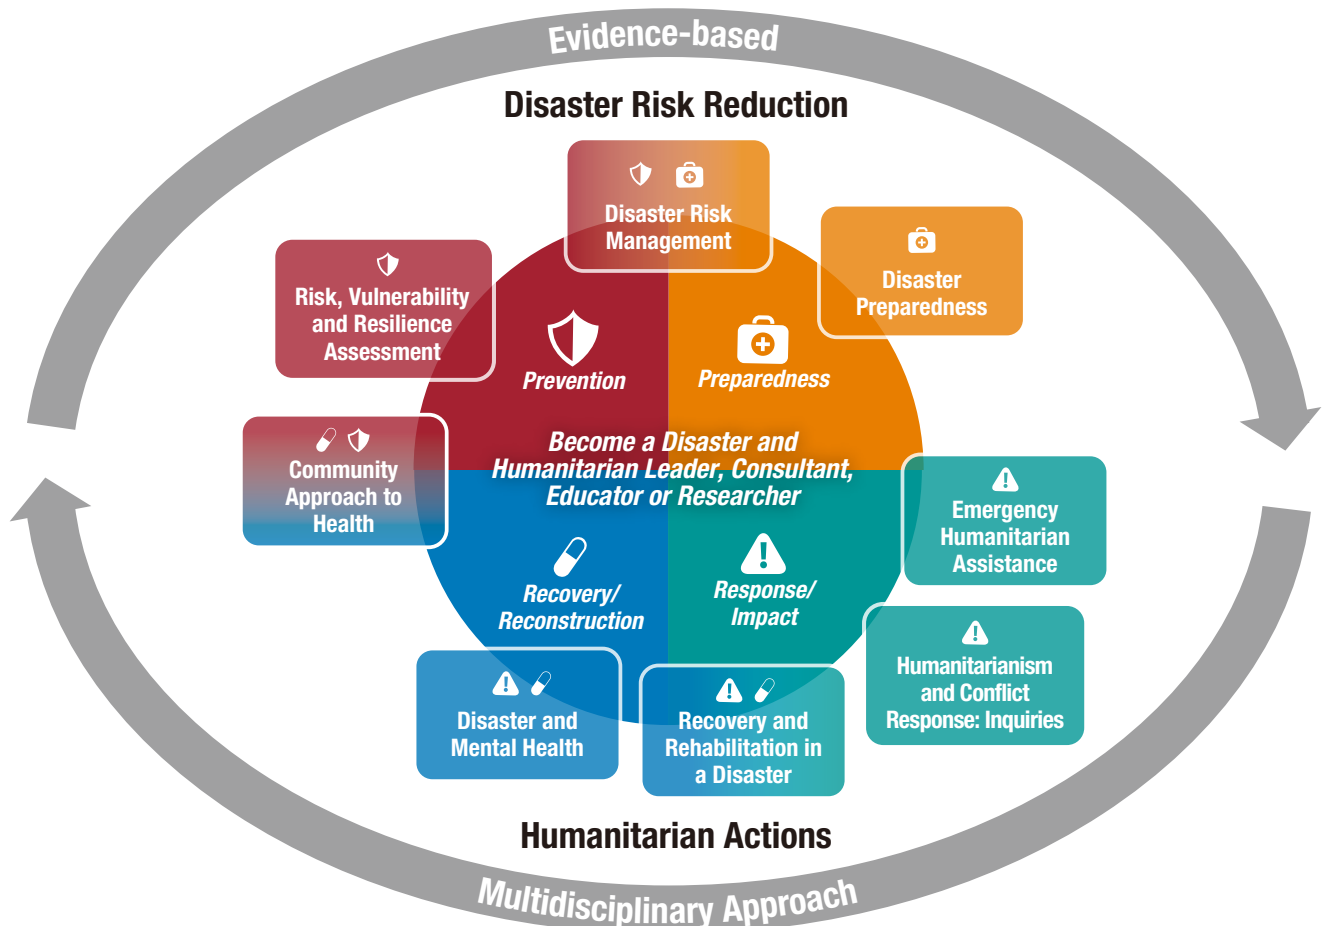 Evidence-based
Disaster Risk Reduction
Disaster Risk
Management
Disaster
Preparedness
Risk, Vulnerability
and Resilience
Assessment
Prevention
Preparedness
Community
Approach to
Health
Become a Disaster and
Humanitarian Leader, Consultant,
Educator or Researcher
Emergency
Humanitarian
Assistance
Recovery/
Reconstruction
Response/
Impact
Humanitarianism
and Conflict
Response: Inquiries
Disaster and
Mental Health
Recovery and
Rehabilitation in
a Disaster
Humanitarian Actions
Multidisciplinary Approach